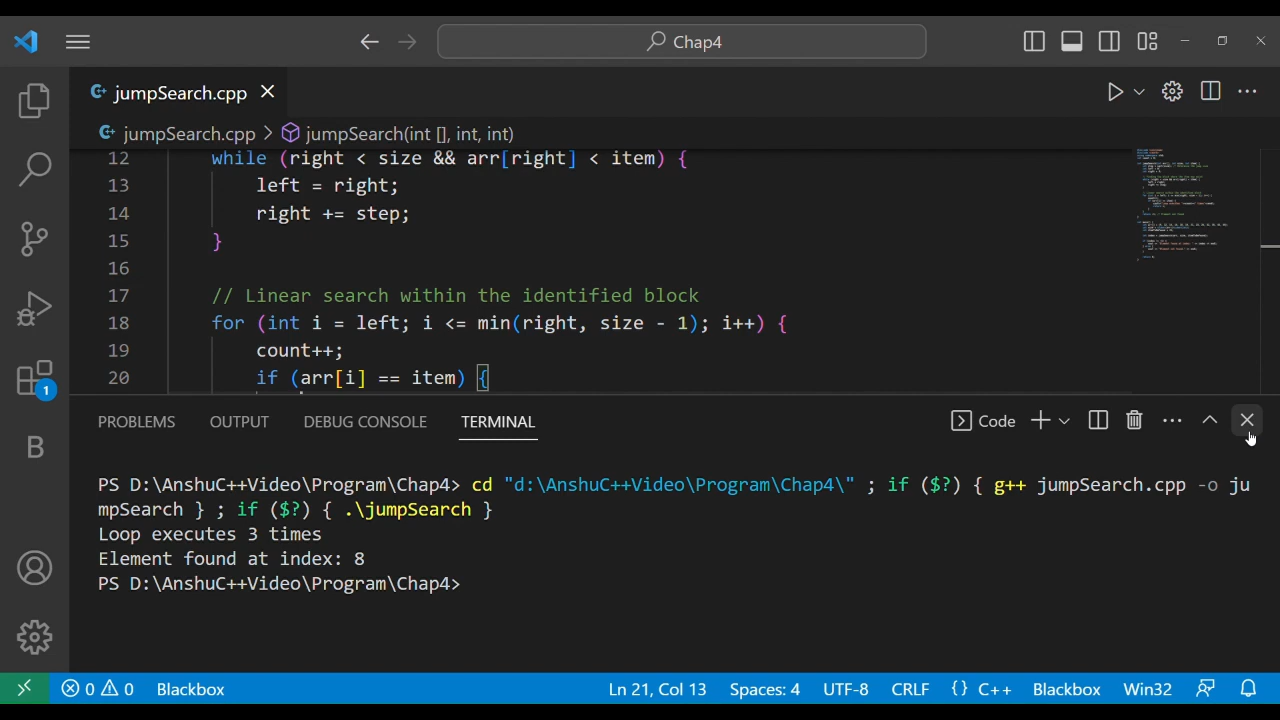 Chap4
jumpSearch.cpp
jumpSearch.cpp > jumpSearch(int [], int, int)
12 while (right < size && arr[right] < item) {
13 left = right;
14 right += step;
15 }
16
17 // Linear search within the identified block
18 for (int i = left; i <= min(right, size - 1); i++) {
19 count++;
20 if (arr[i] == item) {
1
B
PROBLEMS OUTPUT DEBUG CONSOLE TERMINAL Code
PS D:\AnshuC++Video\Program\Chap4> cd "d:\AnshuC++Video\Program\Chap4\" ; if ($?) { g++ jumpSearch.cpp -o ju
mpSearch } ; if ($?) { .\jumpSearch }
Loop executes 3 times
Element found at index: 8
PS D:\AnshuC++Video\Program\Chap4>
0 0 Blackbox Ln 21, Col 13 Spaces: 4 UTF-8 CRLF {} C++ Blackbox Win32